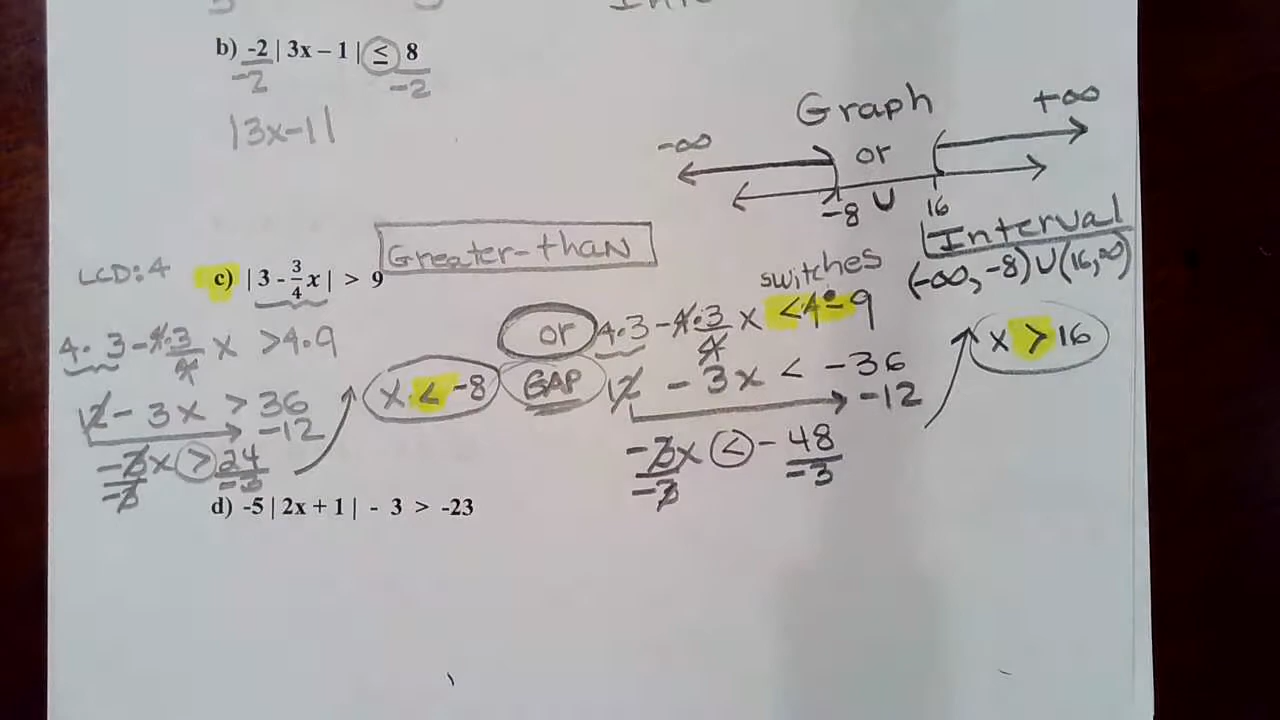 b) -2 | 3x – 1 | ≤ 8
-2 -2
|3x-1|
Graph
-∞ or +∞
-8 ∪ 16
Interval
(-∞, -8) ∪ (16, ∞)
Greater-than
LCD: 4
c) | 3 - 3/4 x | > 9
switches
4·3 - 4·3/4 x > 4·9
or
4·3 - 4·3/4 x < 4·-9
x > 16
12 - 3x > 36
-12
x < -8
GAP
12 - 3x < -36
-12
-3x > 24
-3 -3
-3x < -48
-3 -3
d) -5 | 2x + 1 | - 3 > -23